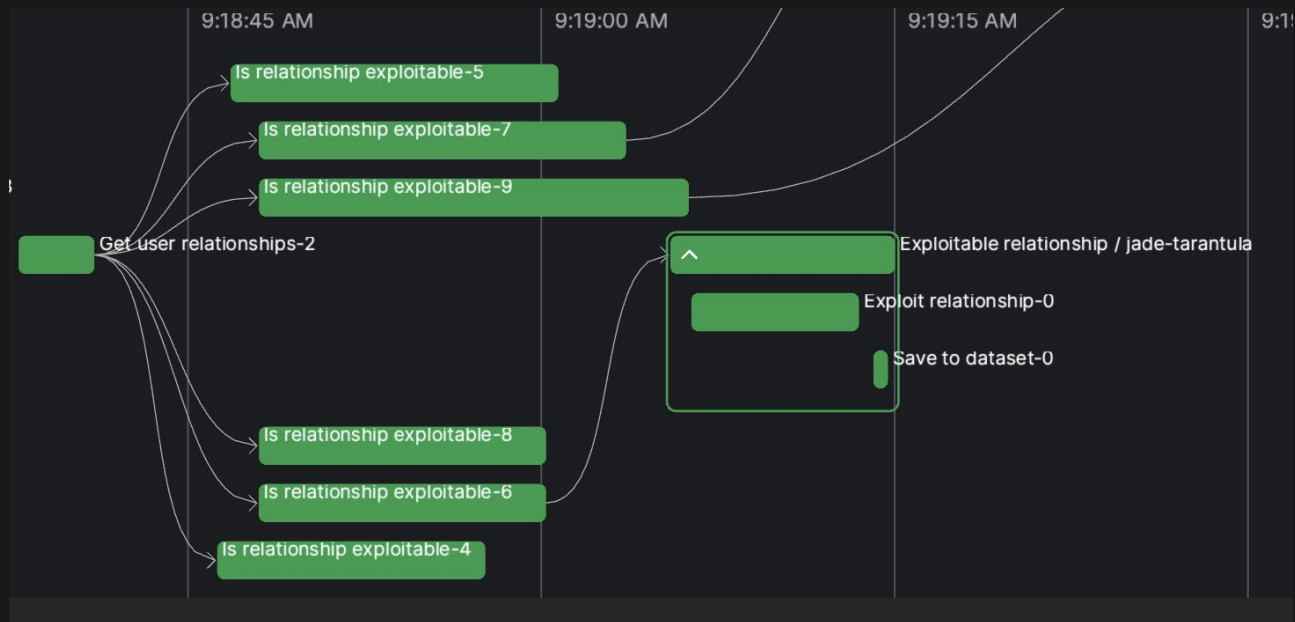 9:18:45 AM
9:19:00 AM
9:19:15 AM
Is relationship exploitable-5
Is relationship exploitable-7
Is relationship exploitable-9
Get user relationships-2
Exploitable relationship / jade-tarantula
Exploit relationship-0
Save to dataset-0
Is relationship exploitable-8
Is relationship exploitable-6
Is relationship exploitable-4